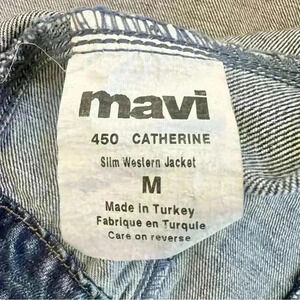 mavi
450 CATHERINE
Slim Western Jacket
M
Made in Turkey
Fabrique en Turquie
Care on reverse